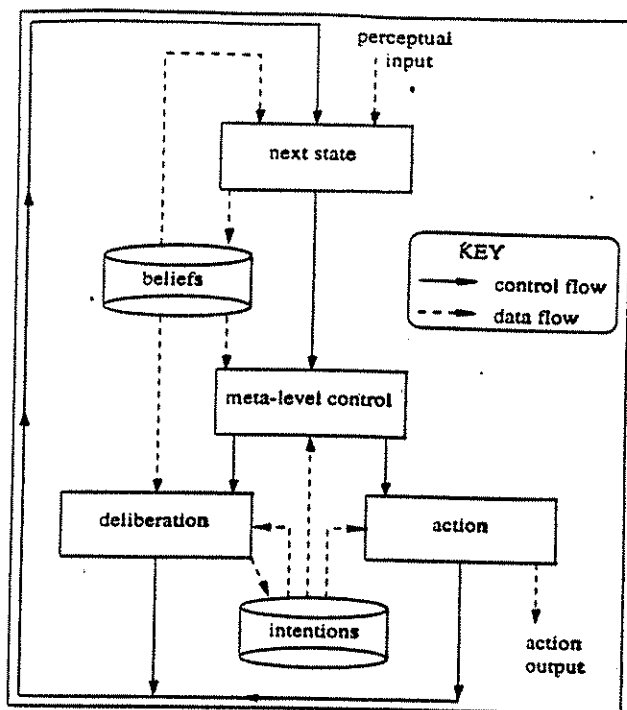 perceptual
input
next state
beliefs
KEY
control flow
data flow
meta-level control
deliberation
action
intentions
action
output